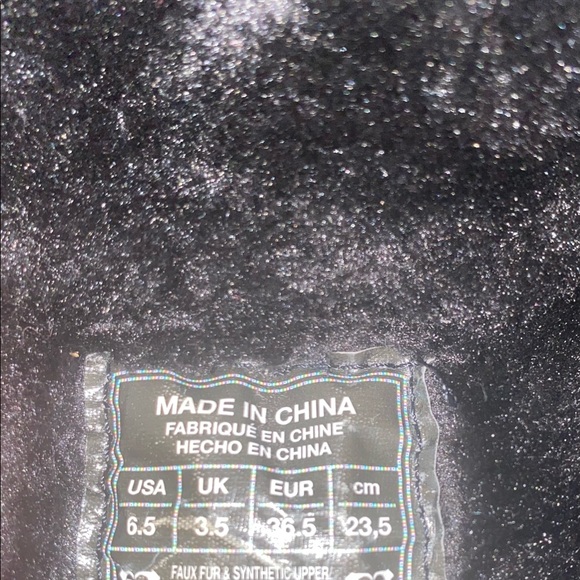 MADE IN CHINA
FABRIQUÉ EN CHINE
HECHO EN CHINA
USA UK EUR cm
6.5 3.5 36.5 23,5
FAUX FUR & SYNTHETIC UPPER